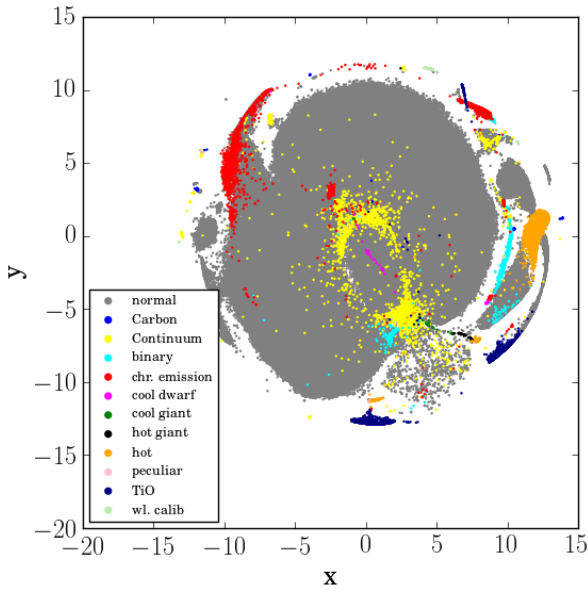 15
10
5
0
−5
−10
−15
−20
y
normal
Carbon
Continuum
binary
chr. emission
cool dwarf
cool giant
hot giant
hot
peculiar
TiO
wl. calib
−20 −15 −10 −5 0 5 10 15
x